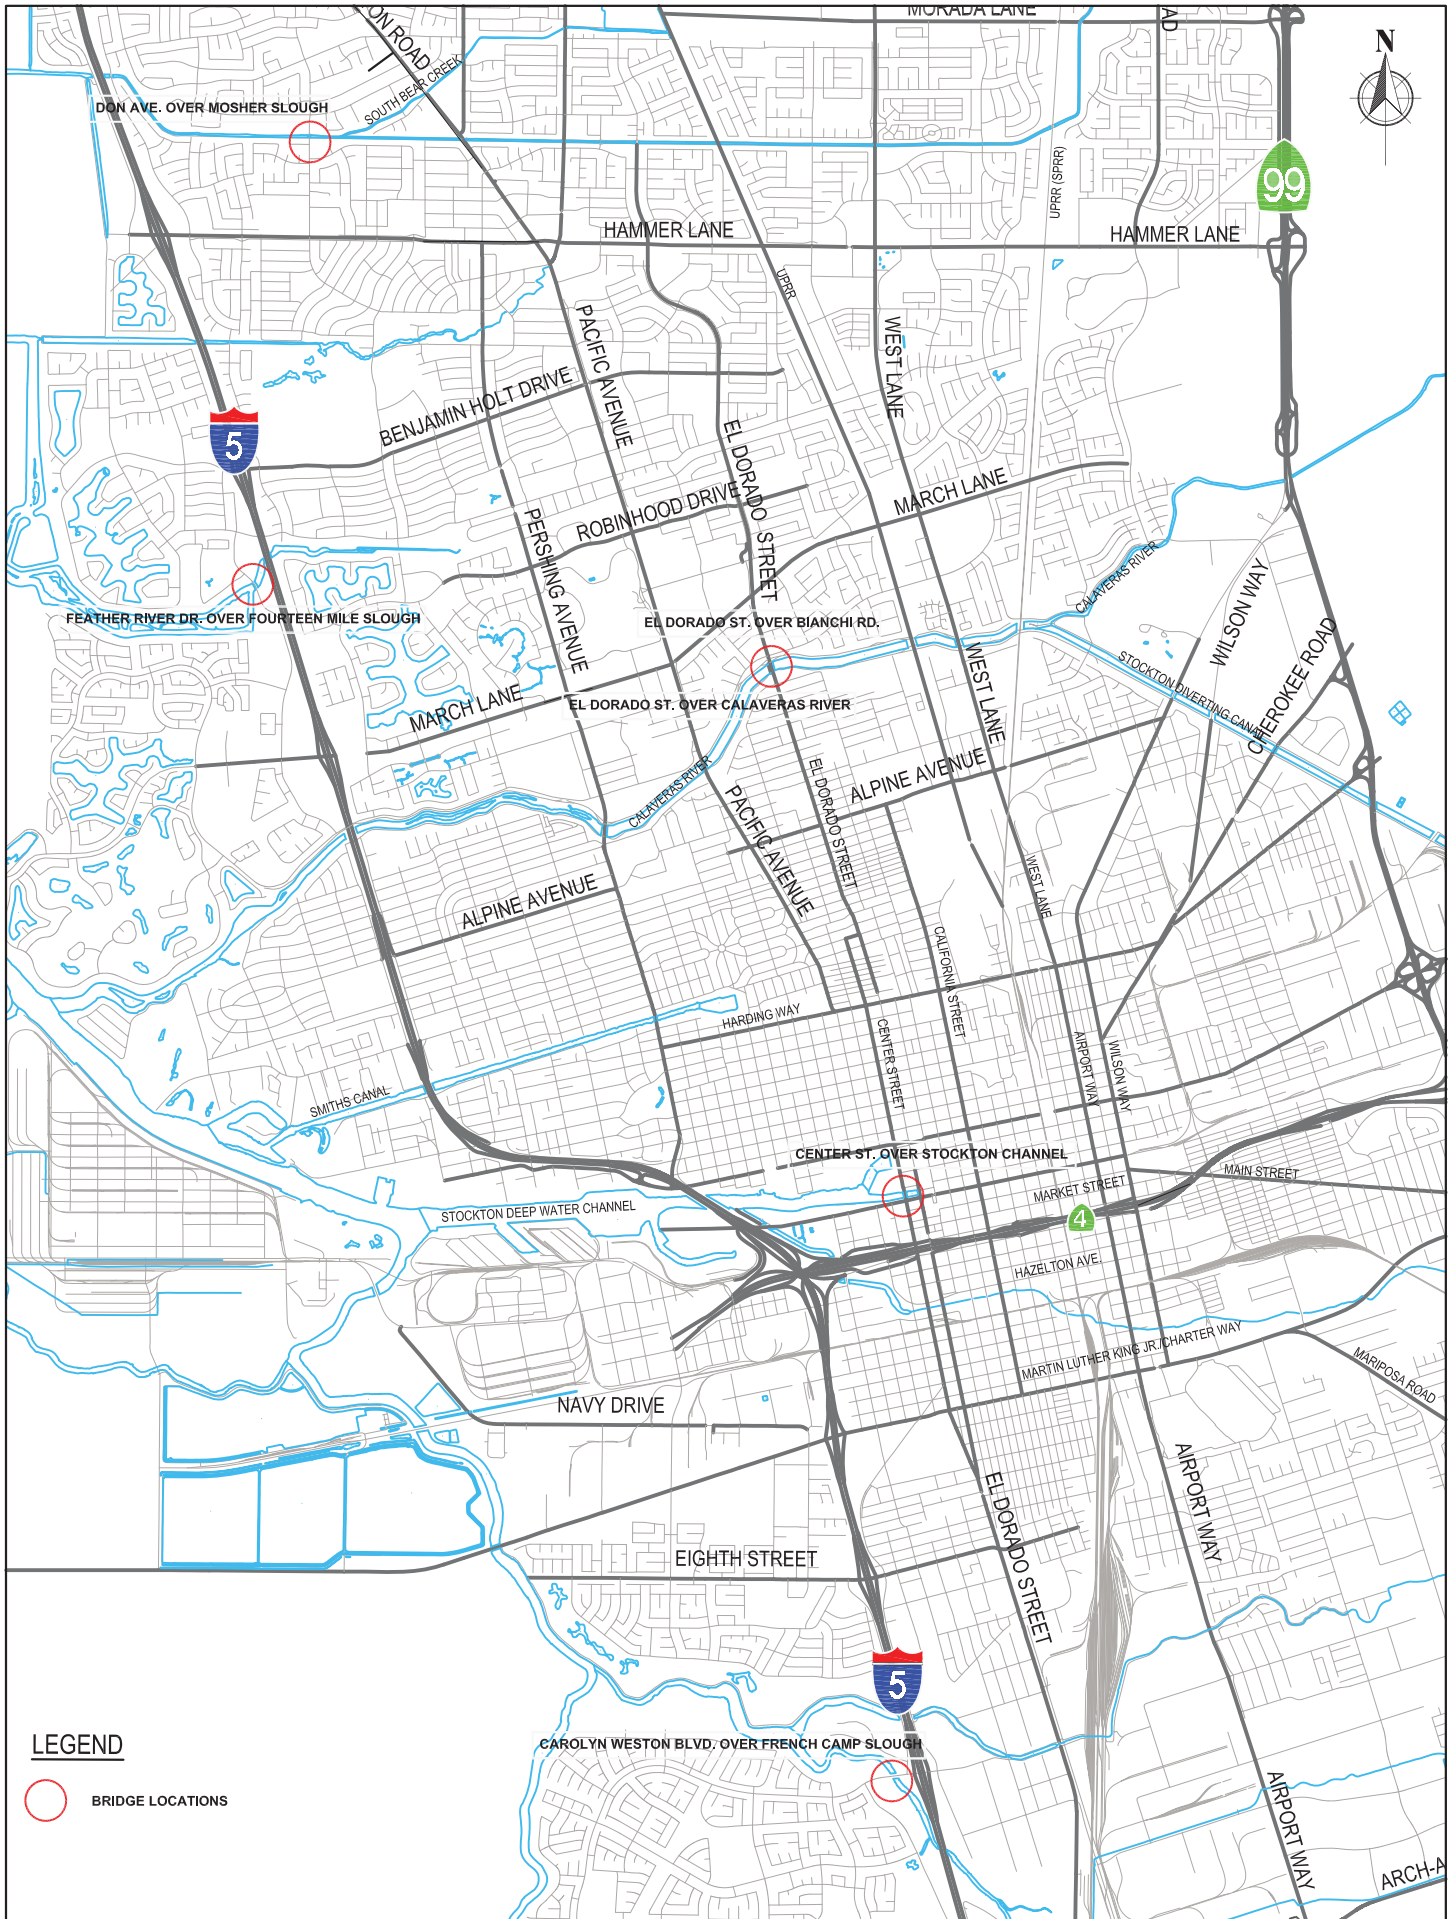 MORADA LANE
ON ROAD
AD
N
SOUTH BEAR CREEK
DON AVE. OVER MOSHER SLOUGH
UPRR (SPRR)
99
HAMMER LANE
HAMMER LANE
UPRR
PACIFIC AVENUE
WEST LANE
BENJAMIN HOLT DRIVE
5
EL DORADO STREET
MARCH LANE
ROBINHOOD DRIVE
PERSHING AVENUE
CALAVERAS RIVER
WILSON WAY
FEATHER RIVER DR. OVER FOURTEEN MILE SLOUGH
EL DORADO ST. OVER BIANCHI RD.
CHEROKEE ROAD
WEST LANE
STOCKTON DIVERTING CANAL
MARCH LANE
EL DORADO ST. OVER CALAVERAS RIVER
ALPINE AVENUE
EL DORADO STREET
CALAVERAS RIVER
PACIFIC AVENUE
WEST LANE
ALPINE AVENUE
CALIFORNIA STREET
HARDING WAY
CENTER STREET
AIRPORT WAY
WILSON WAY
SMITHS CANAL
CENTER ST. OVER STOCKTON CHANNEL
MAIN STREET
MARKET STREET
STOCKTON DEEP WATER CHANNEL
4
HAZELTON AVE.
MARTIN LUTHER KING JR./CHARTER WAY
MARIPOSA ROAD
NAVY DRIVE
AIRPORT WAY
EL DORADO STREET
EIGHTH STREET
5
LEGEND
CAROLYN WESTON BLVD. OVER FRENCH CAMP SLOUGH
BRIDGE LOCATIONS
AIRPORT WAY
ARCH-A